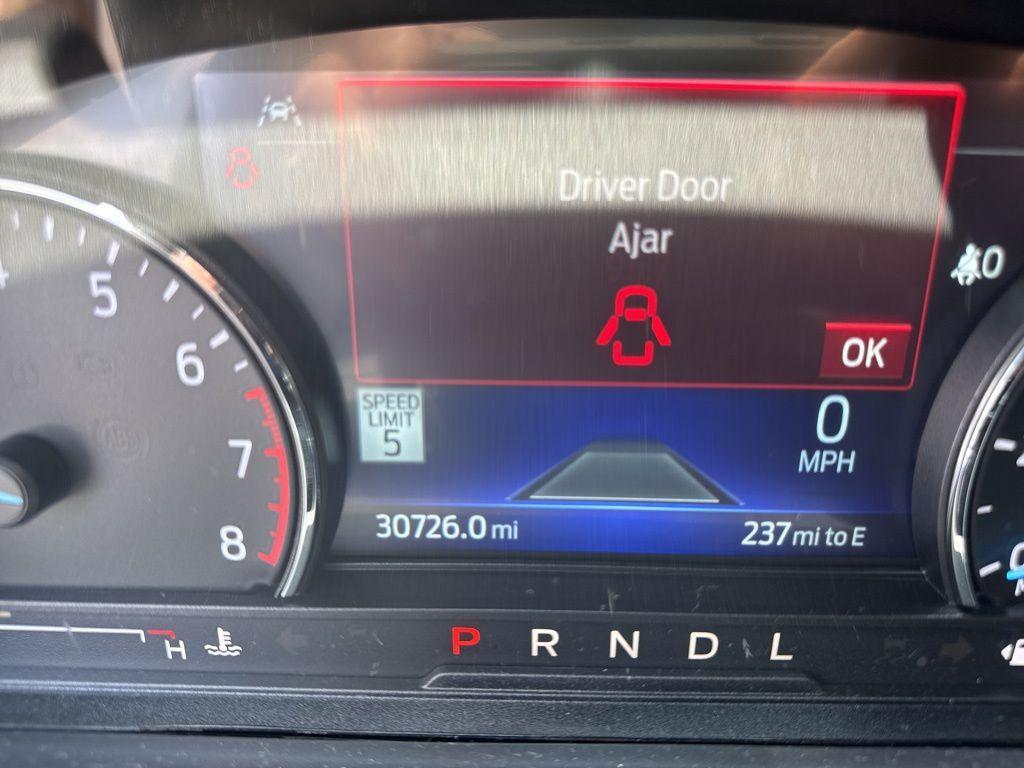 Driver Door
Ajar
OK
0
5
6
7
8
SPEED
LIMIT
5
0
MPH
30726.0 mi
237 mi to E
H
P R N D L